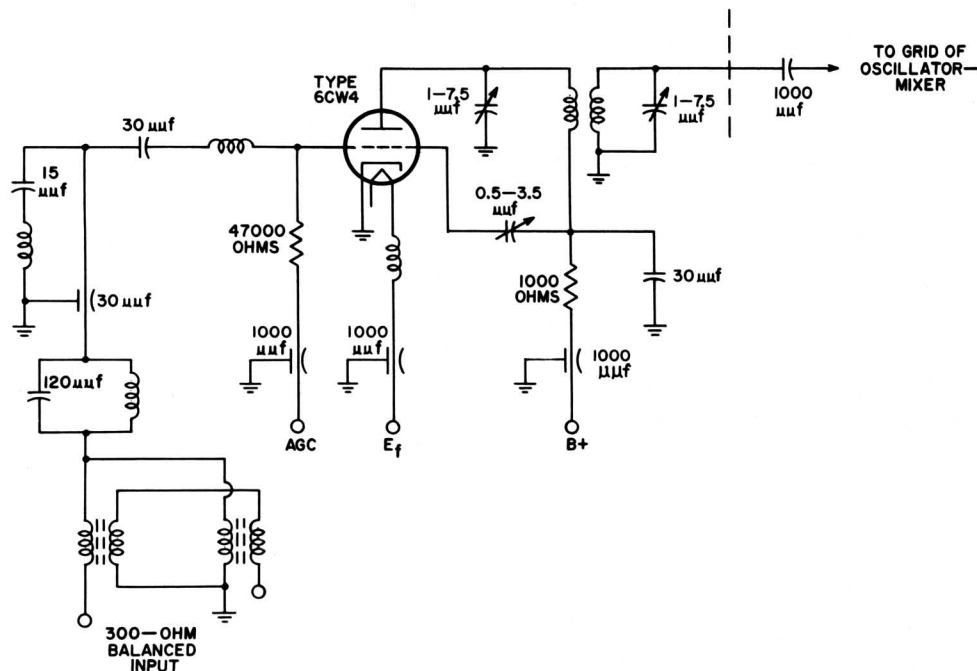 TYPE
6CW4
TO GRID OF
OSCILLATOR—
MIXER
1—7.5
μμf
1—7.5
μμf
1000
μμf
30 μμf
15
μμf
0.5—3.5
μμf
47000
OHMS
30 μμf
1000
OHMS
30 μμf
1000
μμf
1000
μμf
1000
μμf
120μμf
AGC
Ef
B+
300—OHM
BALANCED
INPUT